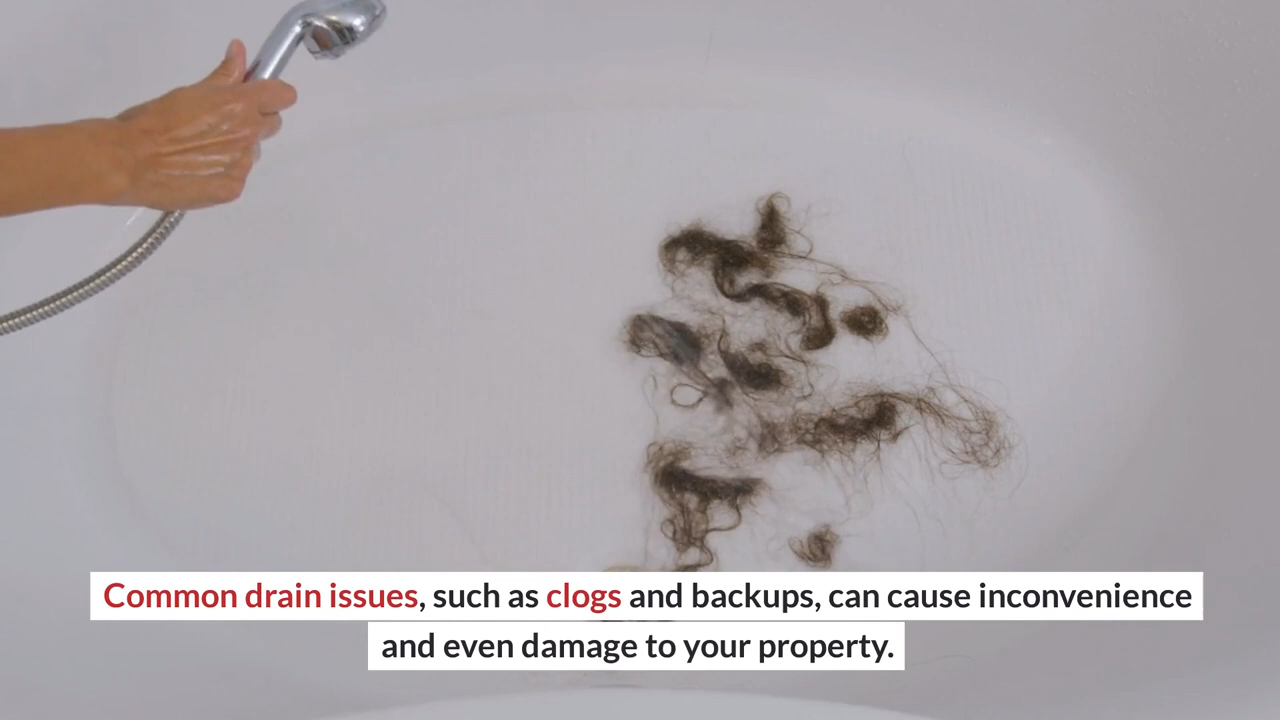 Common drain issues, such as clogs and backups, can cause inconvenience
and even damage to your property.